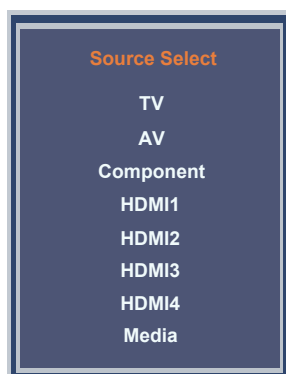 Source Select
TV
AV
Component
HDMI1
HDMI2
HDMI3
HDMI4
Media